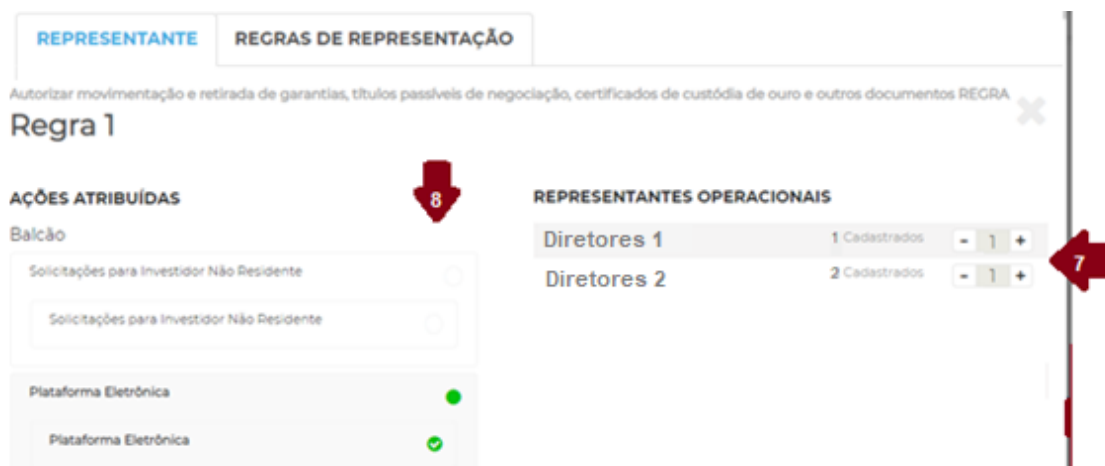 REPRESENTANTE REGRAS DE REPRESENTAÇÃO
Autorizar movimentação e retirada de garantias, títulos passíveis de negociação, certificados de custódia de ouro e outros documentos REGRA
Regra 1
AÇÕES ATRIBUÍDAS
8
Balcão
Solicitações para Investidor Não Residente
Solicitações para Investidor Não Residente
Plataforma Eletrônica
Plataforma Eletrônica
REPRESENTANTES OPERACIONAIS
Diretores 1 1 Cadastrados - 1 +
Diretores 2 2 Cadastrados - 1 +
7